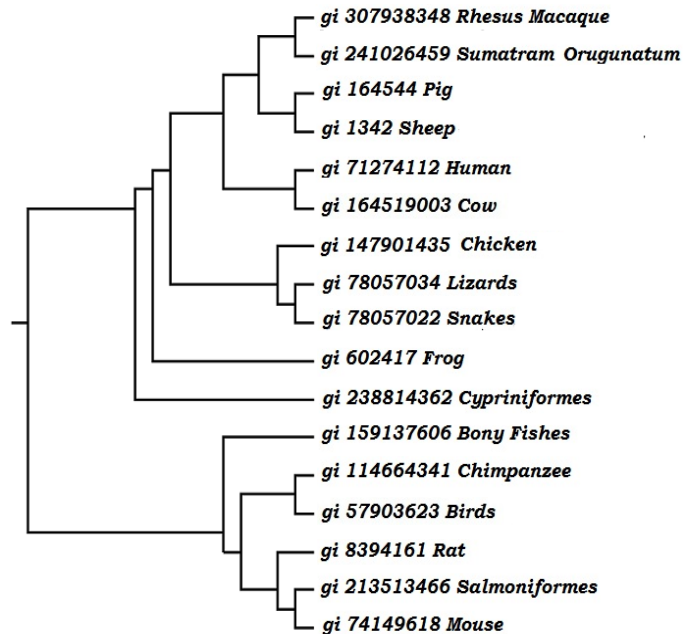 gi 307938348 Rhesus Macaque
gi 241026459 Sumatram Orugunatum
gi 164544 Pig
gi 1342 Sheep
gi 71274112 Human
gi 164519003 Cow
gi 147901435 Chicken
gi 78057034 Lizards
gi 78057022 Snakes
gi 602417 Frog
gi 238814362 Cypriniformes
gi 159137606 Bony Fishes
gi 114664341 Chimpanzee
gi 57903623 Birds
gi 8394161 Rat
gi 213513466 Salmoniformes
gi 74149618 Mouse